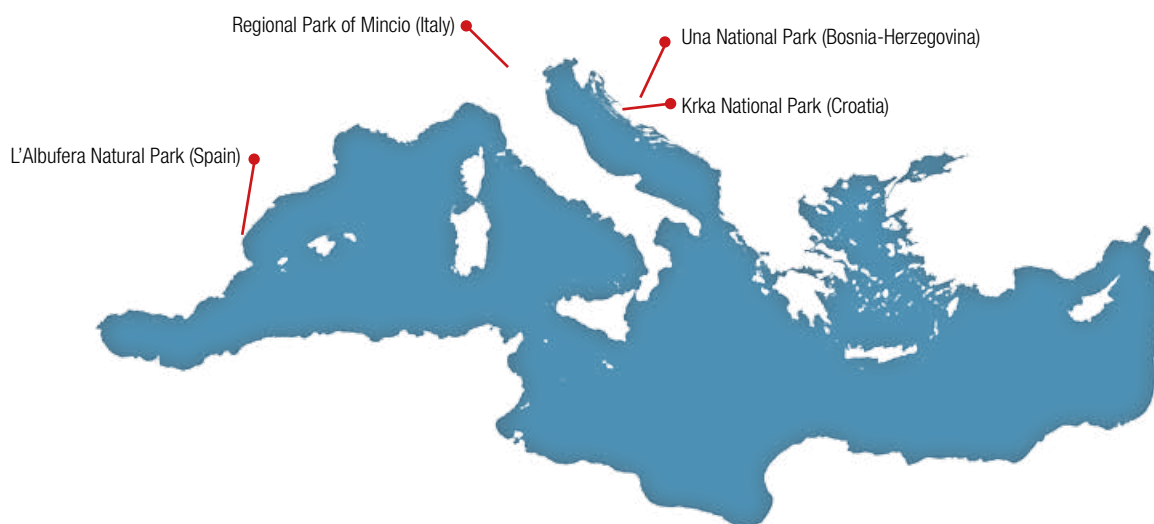 Regional Park of Mincio (Italy)
Una National Park (Bosnia-Herzegovina)
Krka National Park (Croatia)
L'Albufera Natural Park (Spain)